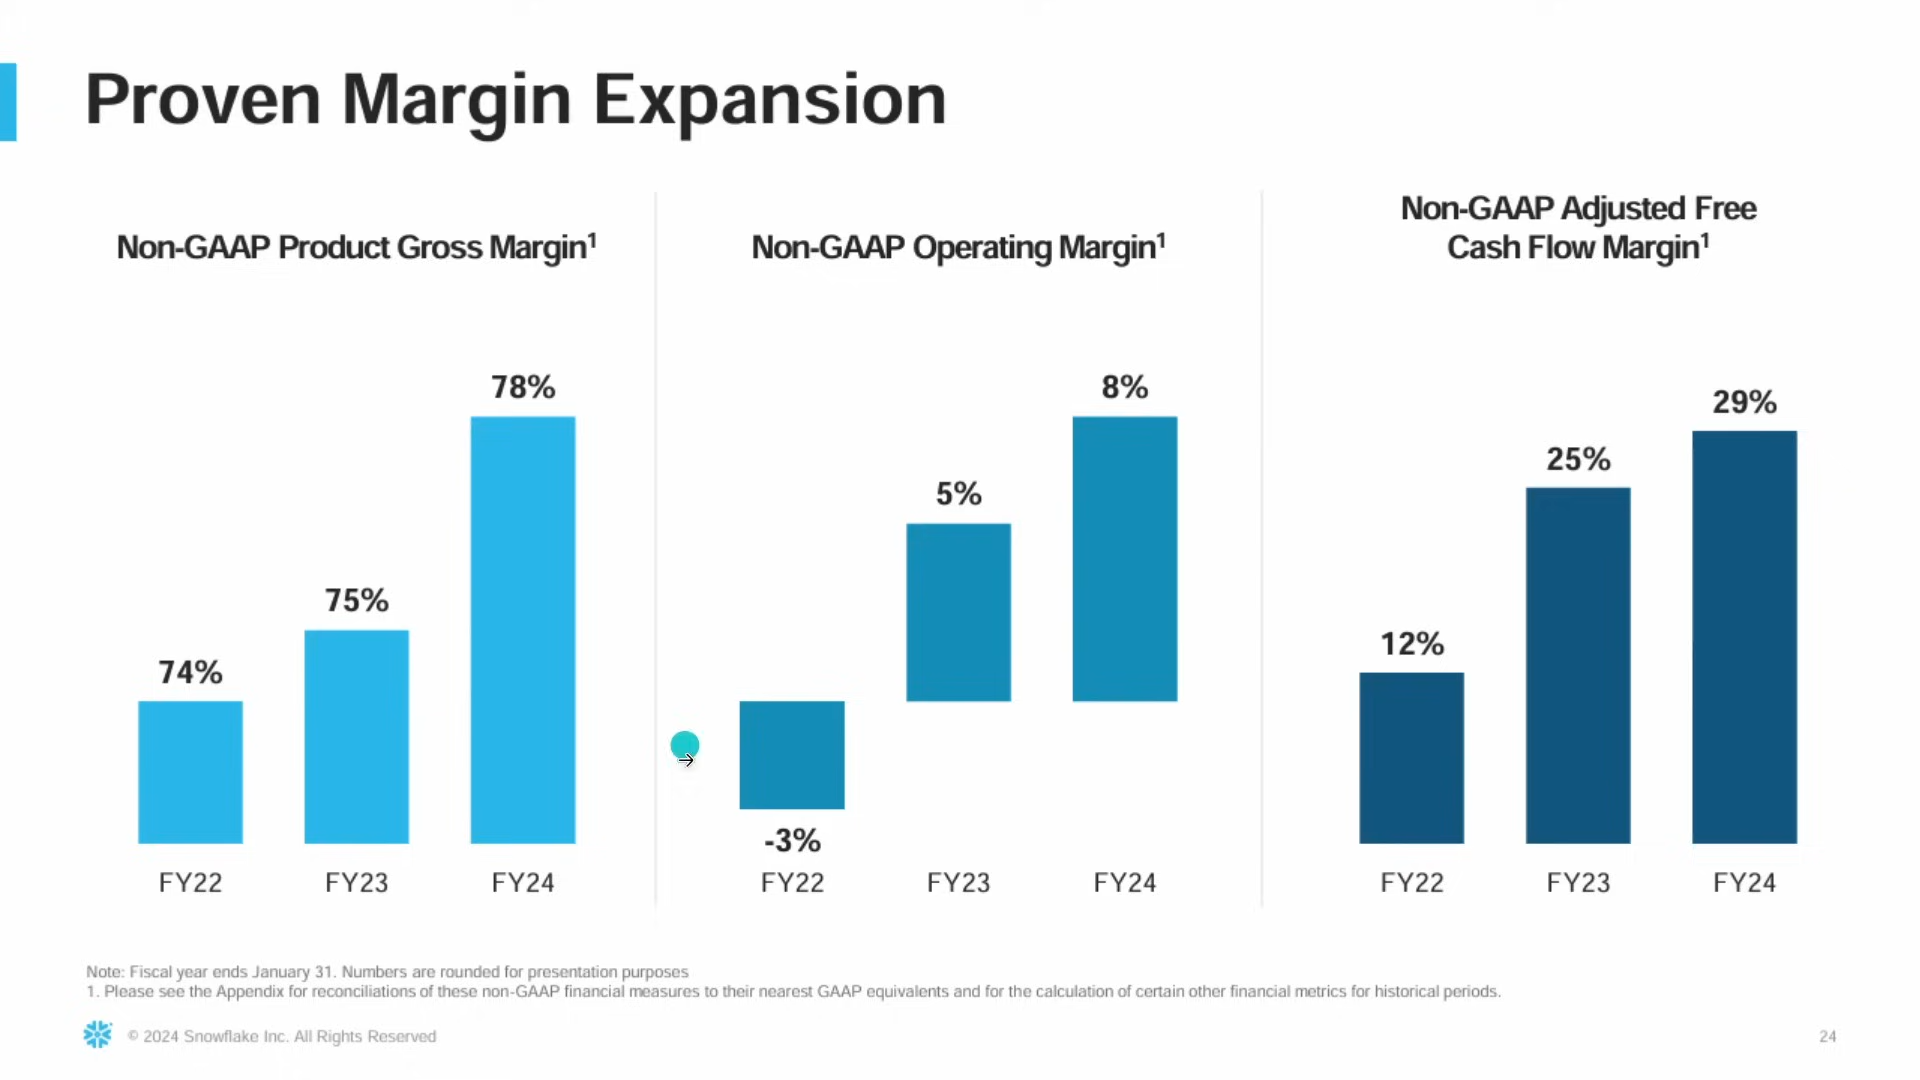 Proven Margin Expansion
Non-GAAP Product Gross Margin¹
78%
75%
74%
FY22 FY23 FY24
Non-GAAP Operating Margin¹
8%
5%
-3%
FY22 FY23 FY24
Non-GAAP Adjusted Free
Cash Flow Margin¹
29%
25%
12%
FY22 FY23 FY24
Note: Fiscal year ends January 31. Numbers are rounded for presentation purposes
1. Please see the Appendix for reconciliations of these non-GAAP financial measures to their nearest GAAP equivalents and for the calculation of certain other financial metrics for historical periods.
© 2024 Snowflake Inc. All Rights Reserved
24